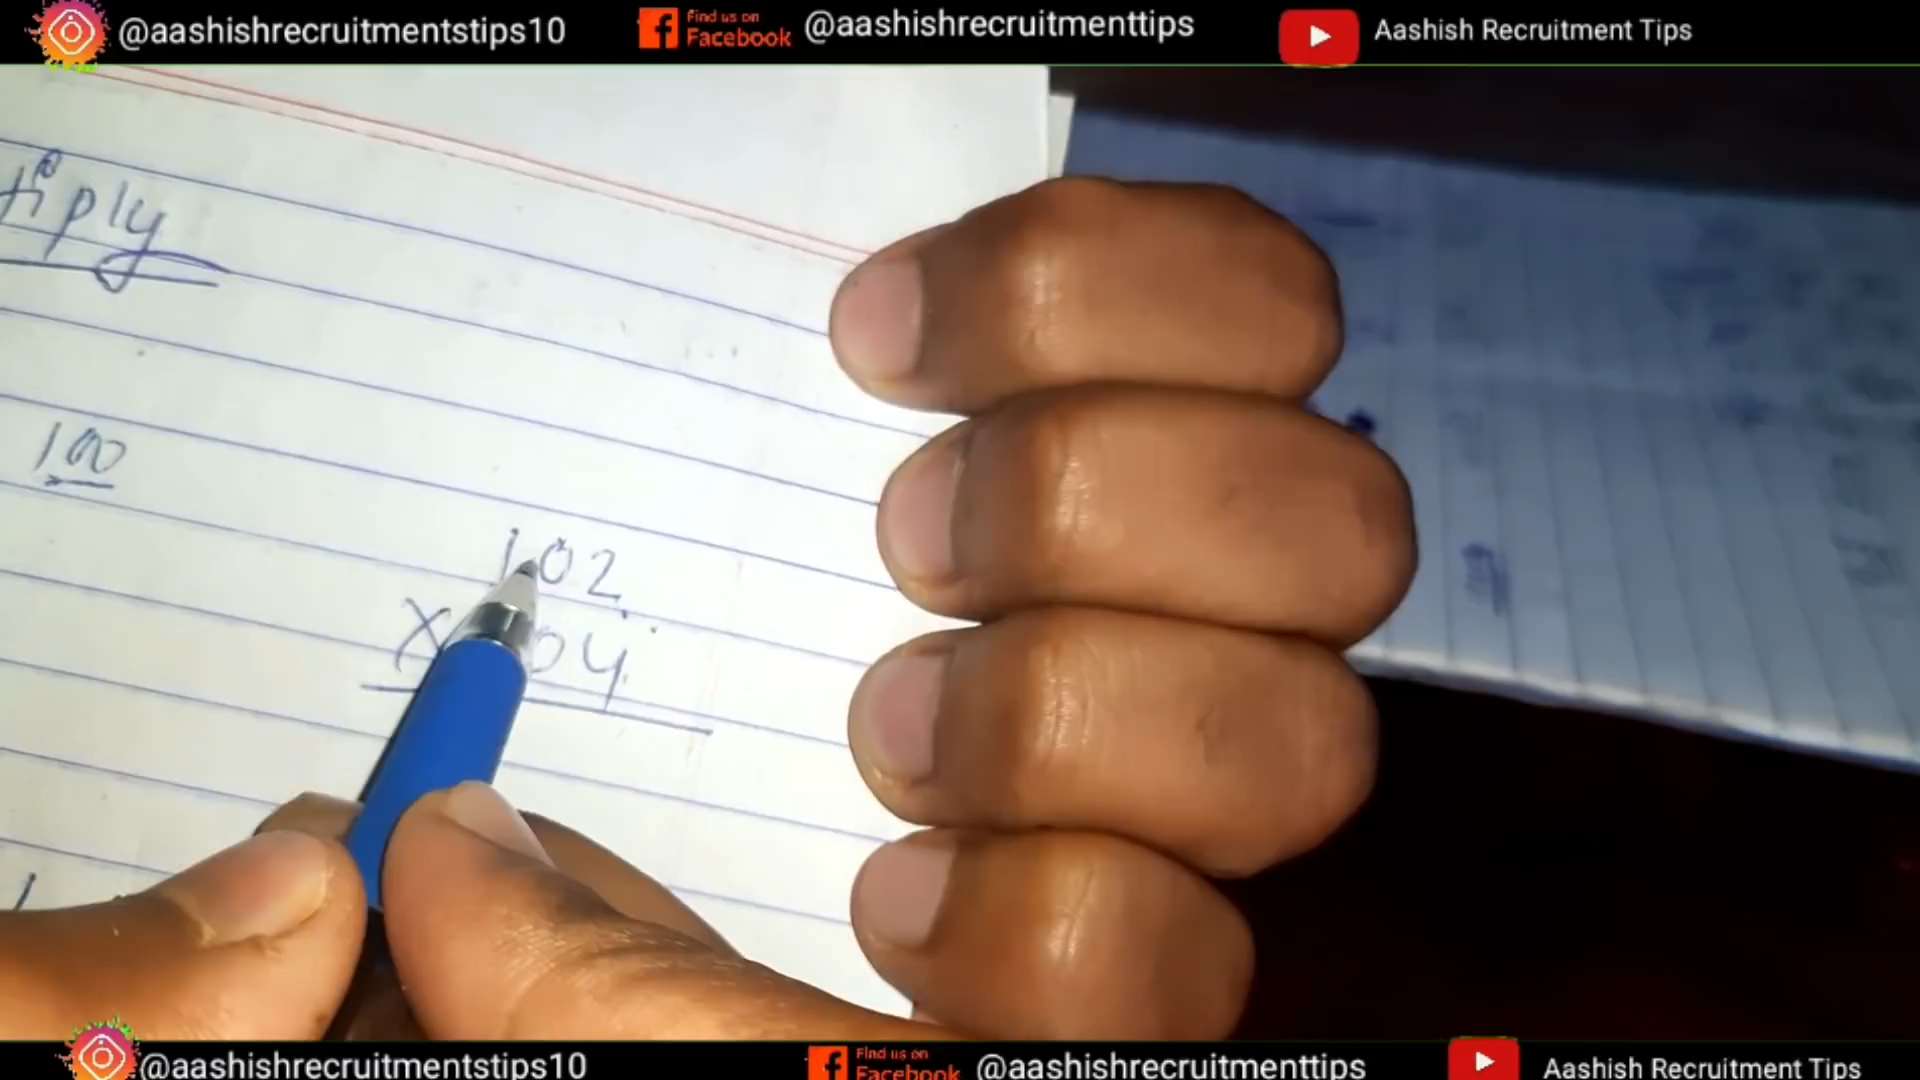 @aashishrecruitmentstips10
Find us on
Facebook
@aashishrecruitmenttips
Aashish Recruitment Tips
tiply
100
102
X 04
@aashishrecruitmentstips10
Find us on
Facebook
@aashishrecruitmenttips
Aashish Recruitment Tips